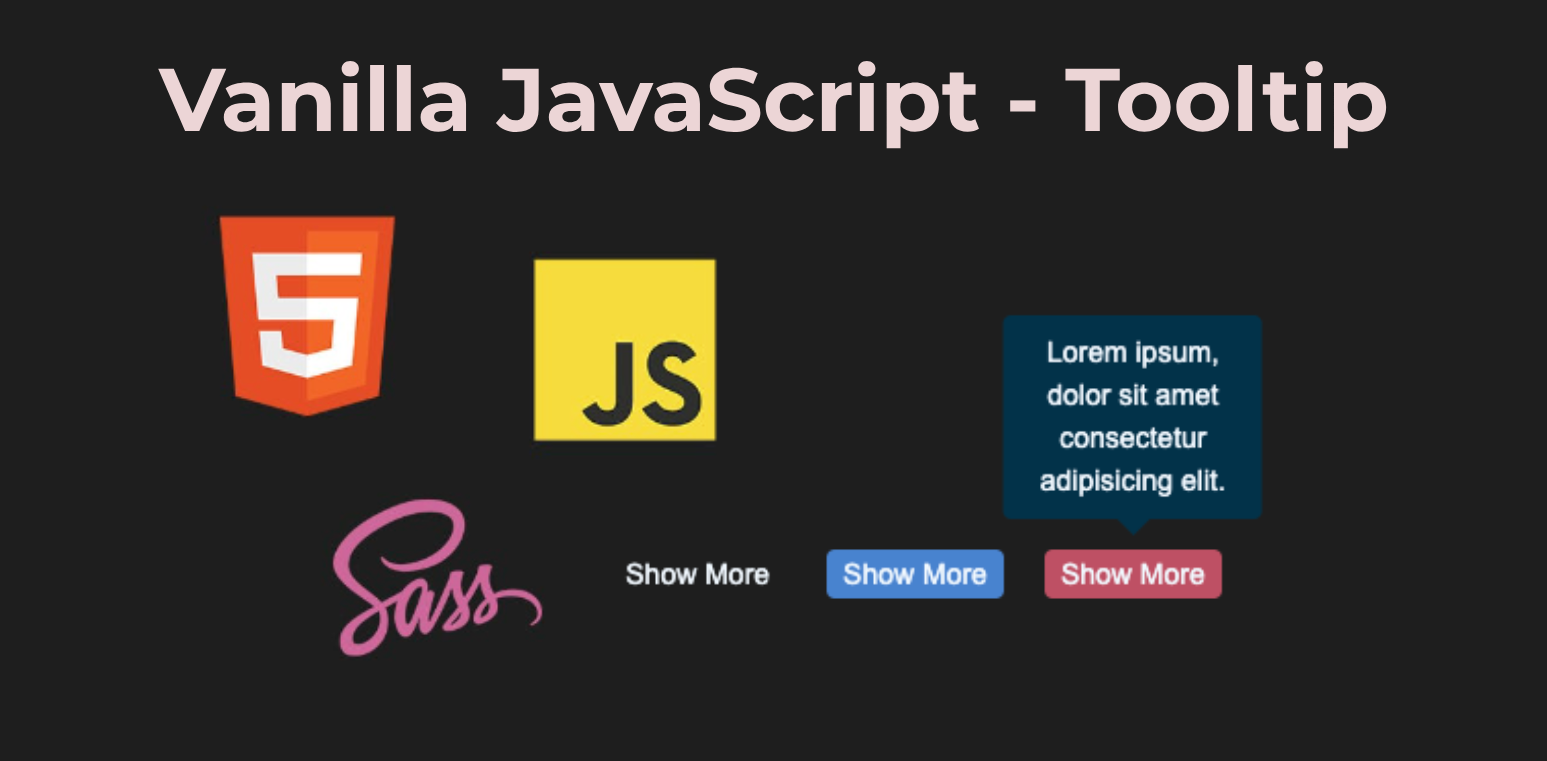 Vanilla JavaScript - Tooltip
5
JS
Lorem ipsum,
dolor sit amet
consectetur
adipisicing elit.
Sass
Show More
Show More
Show More